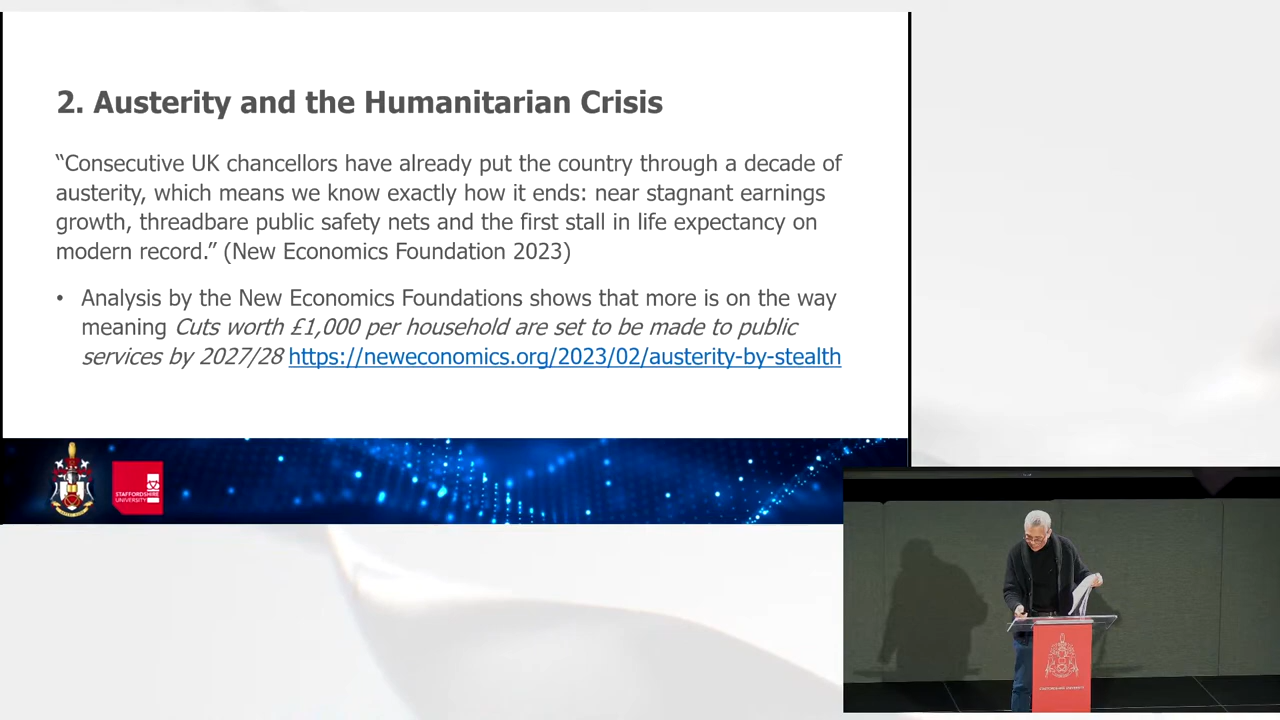 2. Austerity and the Humanitarian Crisis
“Consecutive UK chancellors have already put the country through a decade of
austerity, which means we know exactly how it ends: near stagnant earnings
growth, threadbare public safety nets and the first stall in life expectancy on
modern record.” (New Economics Foundation 2023)
• Analysis by the New Economics Foundations shows that more is on the way
meaning Cuts worth £1,000 per household are set to be made to public
services by 2027/28 https://neweconomics.org/2023/02/austerity-by-stealth
STAFFORDSHIRE
UNIVERSITY
STAFFORDSHIRE UNIVERSITY